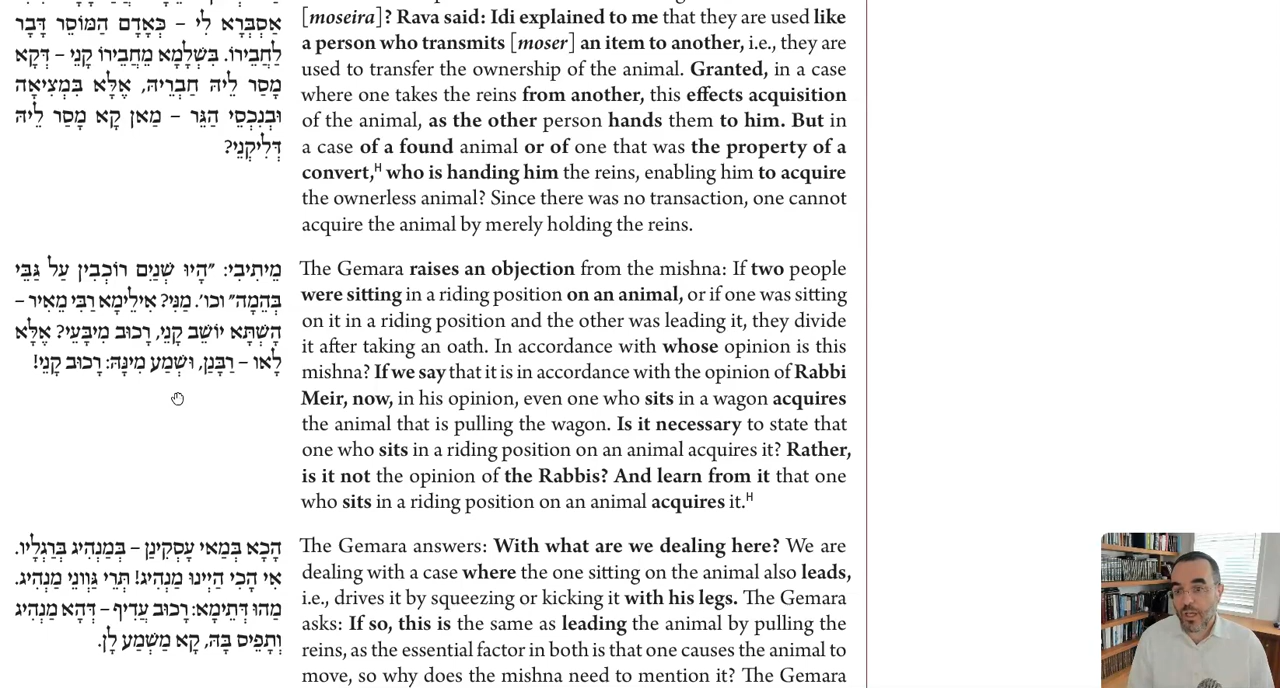 אַסְבְּרָא לִי – כְּאָדָם הַמּוֹסֵר דָּבָר
לַחֲבֵירוֹ. בִּשְׁלָמָא מֵחֲבֵירוֹ קָנֵי – דְּקָא
מָסַר לֵיהּ חַבְרֵיהּ, אֶלָּא בִּמְצִיאָה
וּבְנִכְסֵי הַגֵּר – מַאן קָא מָסַר לֵיהּ
דְּלִיקְנֵי?
[moseira]? Rava said: Idi explained to me that they are used like
a person who transmits [moser] an item to another, i.e., they are
used to transfer the ownership of the animal. Granted, in a case
where one takes the reins from another, this effects acquisition
of the animal, as the other person hands them to him. But in
a case of a found animal or of one that was the property of a
convert,H who is handing him the reins, enabling him to acquire
the ownerless animal? Since there was no transaction, one cannot
acquire the animal by merely holding the reins.
מֵיתִיבִי: ״הָיוּ שְׁנַיִם רוֹכְבִין עַל גַּבֵּי
בְּהֵמָה״ וכו׳. מַנִּי? אִילֵימָא רַבִּי מֵאִיר –
הָשְׁתָּא יוֹשֵׁב קָנֵי, רָכוּב מִיבָּעֵי? אֶלָּא
לָאו – רַבָּנַן, וּשְׁמַע מִינַּהּ: רָכוּב קָנֵי!
The Gemara raises an objection from the mishna: If two people
were sitting in a riding position on an animal, or if one was sitting
on it in a riding position and the other was leading it, they divide
it after taking an oath. In accordance with whose opinion is this
mishna? If we say that it is in accordance with the opinion of Rabbi
Meir, now, in his opinion, even one who sits in a wagon acquires
the animal that is pulling the wagon. Is it necessary to state that
one who sits in a riding position on an animal acquires it? Rather,
is it not the opinion of the Rabbis? And learn from it that one
who sits in a riding position on an animal acquires it.H
הָכָא בְּמַאי עָסְקִינַן – בְּמַנְהִיג בְּרַגְלָיו.
אִי הָכִי הַיְינוּ מַנְהִיג! תְּרֵי גַּוְונֵי מַנְהִיג.
מַהוּ דְּתֵימָא: רָכוּב עֲדִיף – דְּהָא מַנְהִיג
וְתָפֵיס בָּהּ, קָא מַשְׁמַע לַן.
The Gemara answers: With what are we dealing here? We are
dealing with a case where the one sitting on the animal also leads,
i.e., drives it by squeezing or kicking it with his legs. The Gemara
asks: If so, this is the same as leading the animal by pulling the
reins, as the essential factor in both is that one causes the animal to
move, so why does the mishna need to mention it? The Gemara